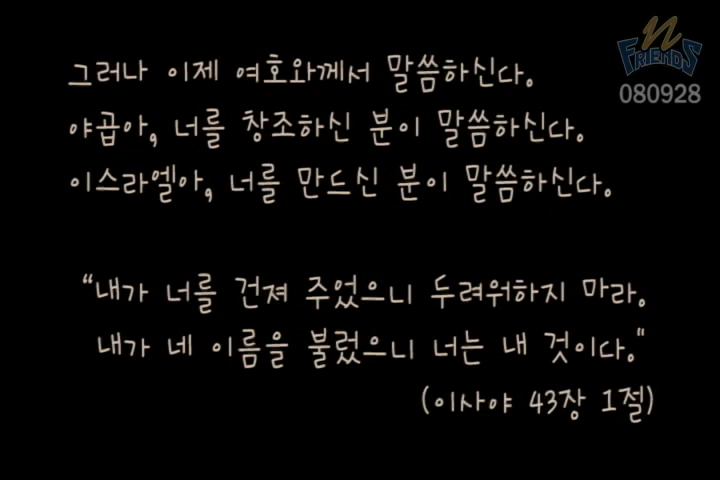 n
FRIENDS
080928
그러나 이제 여호와께서 말씀하신다.
야곱아, 너를 창조하신 분이 말씀하신다.
이스라엘아, 너를 만드신 분이 말씀하신다.
“내가 너를 건져 주었으니 두려워하지 마라.
내가 네 이름을 불렀으니 너는 내 것이다."
(이사야 43장 1절)